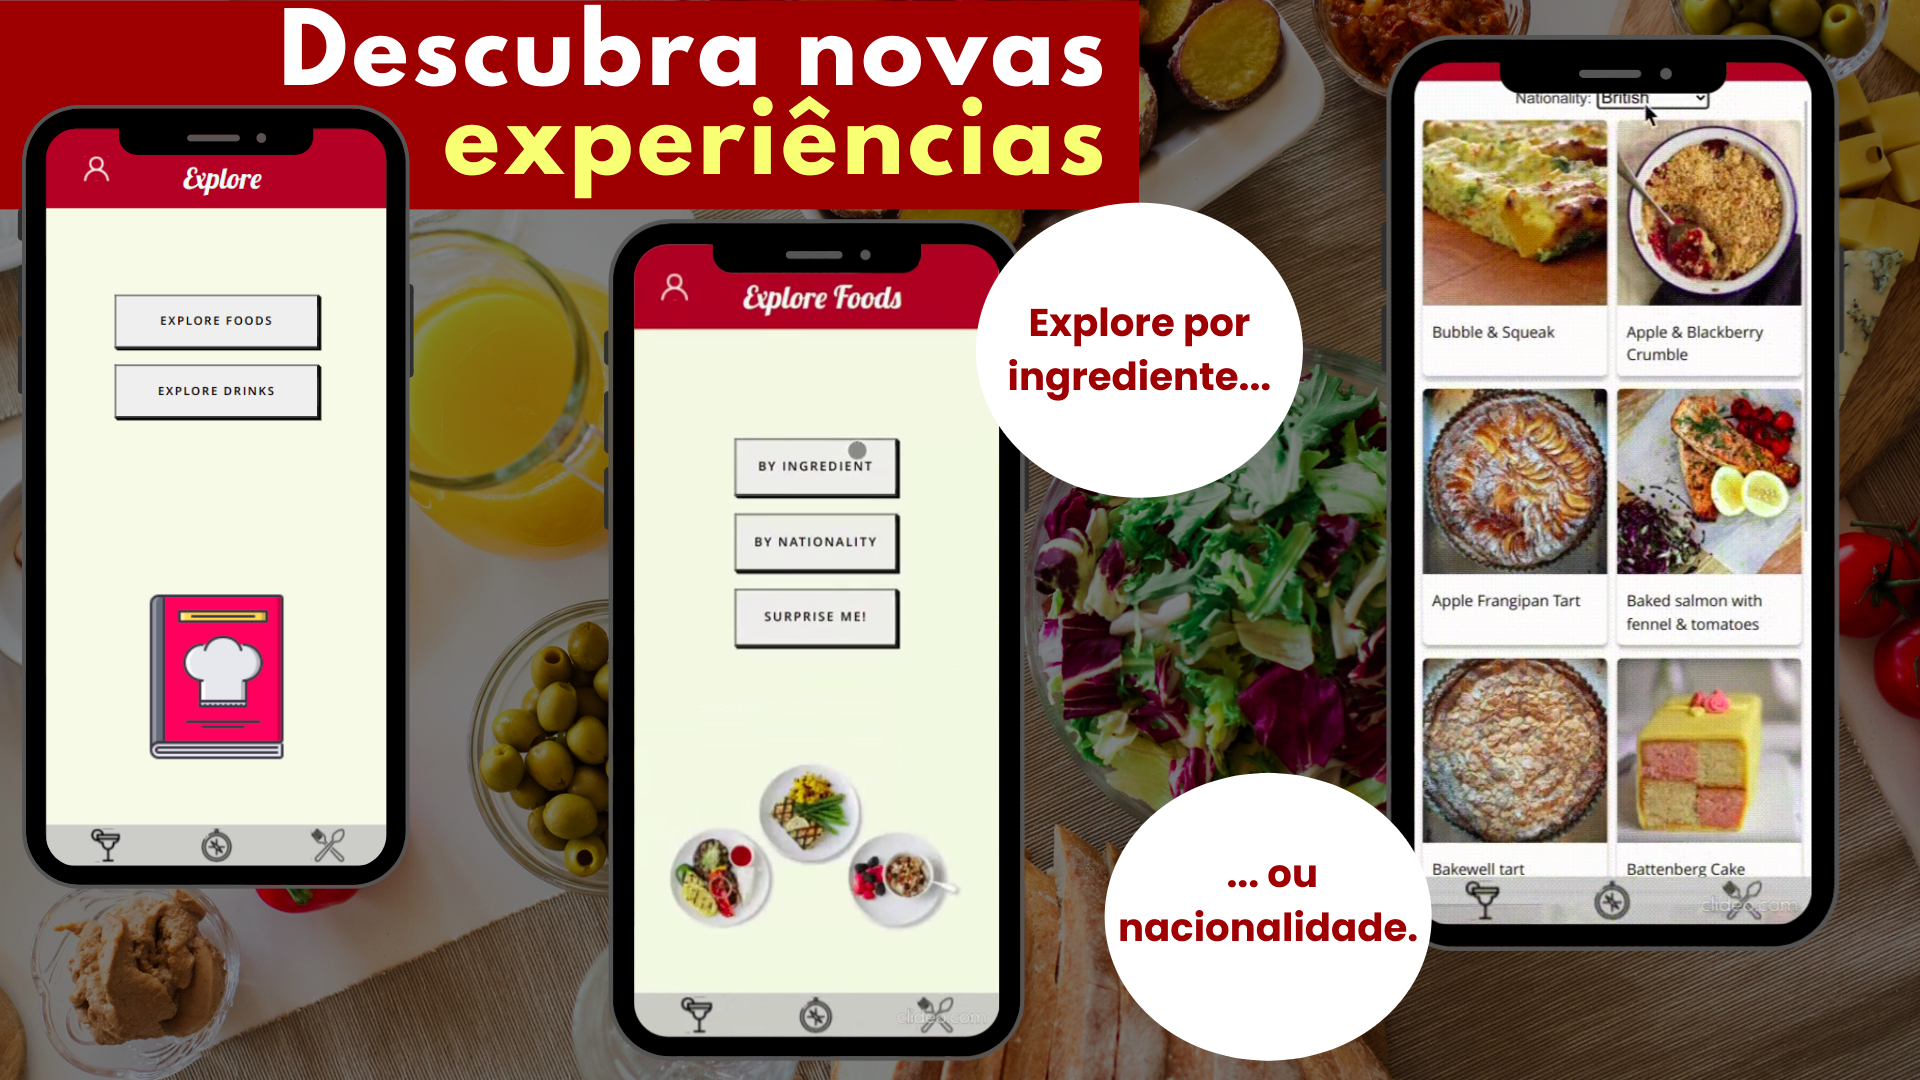 Descubra novas
experiências
Explore
EXPLORE FOODS
EXPLORE DRINKS
Explore Foods
BY INGREDIENT
BY NATIONALITY
SURPRISE ME!
clideo.com
Explore por
ingrediente...
... ou
nacionalidade.
Nationality: British
Bubble & Squeak
Apple & Blackberry
Crumble
Apple Frangipan Tart
Baked salmon with
fennel & tomatoes
Bakewell tart
Battenberg Cake
clideo.com